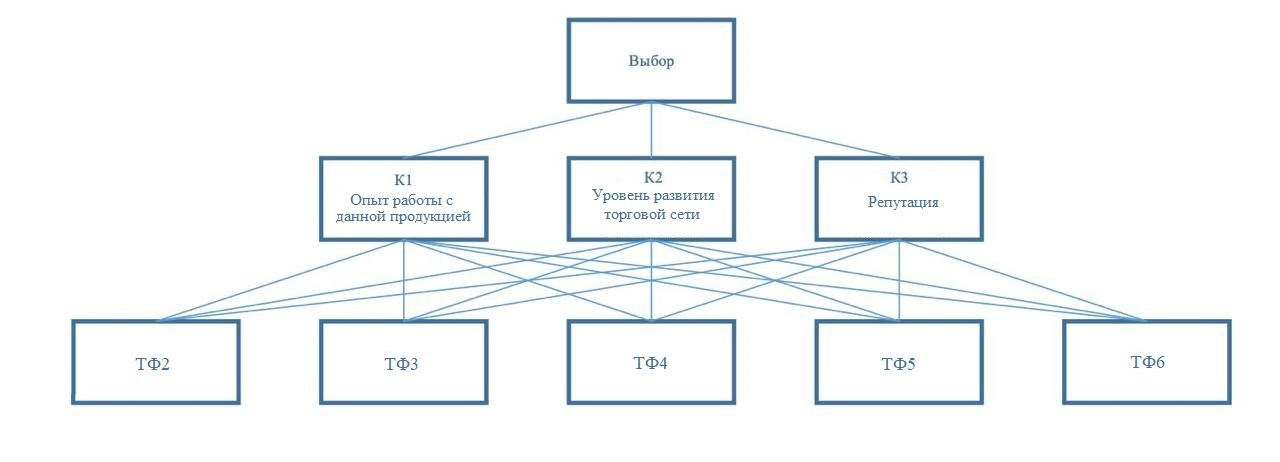 Выбор
К1
Опыт работы с
данной продукцией
К2
Уровень развития
торговой сети
К3
Репутация
ТФ2
ТФ3
ТФ4
ТФ5
ТФ6